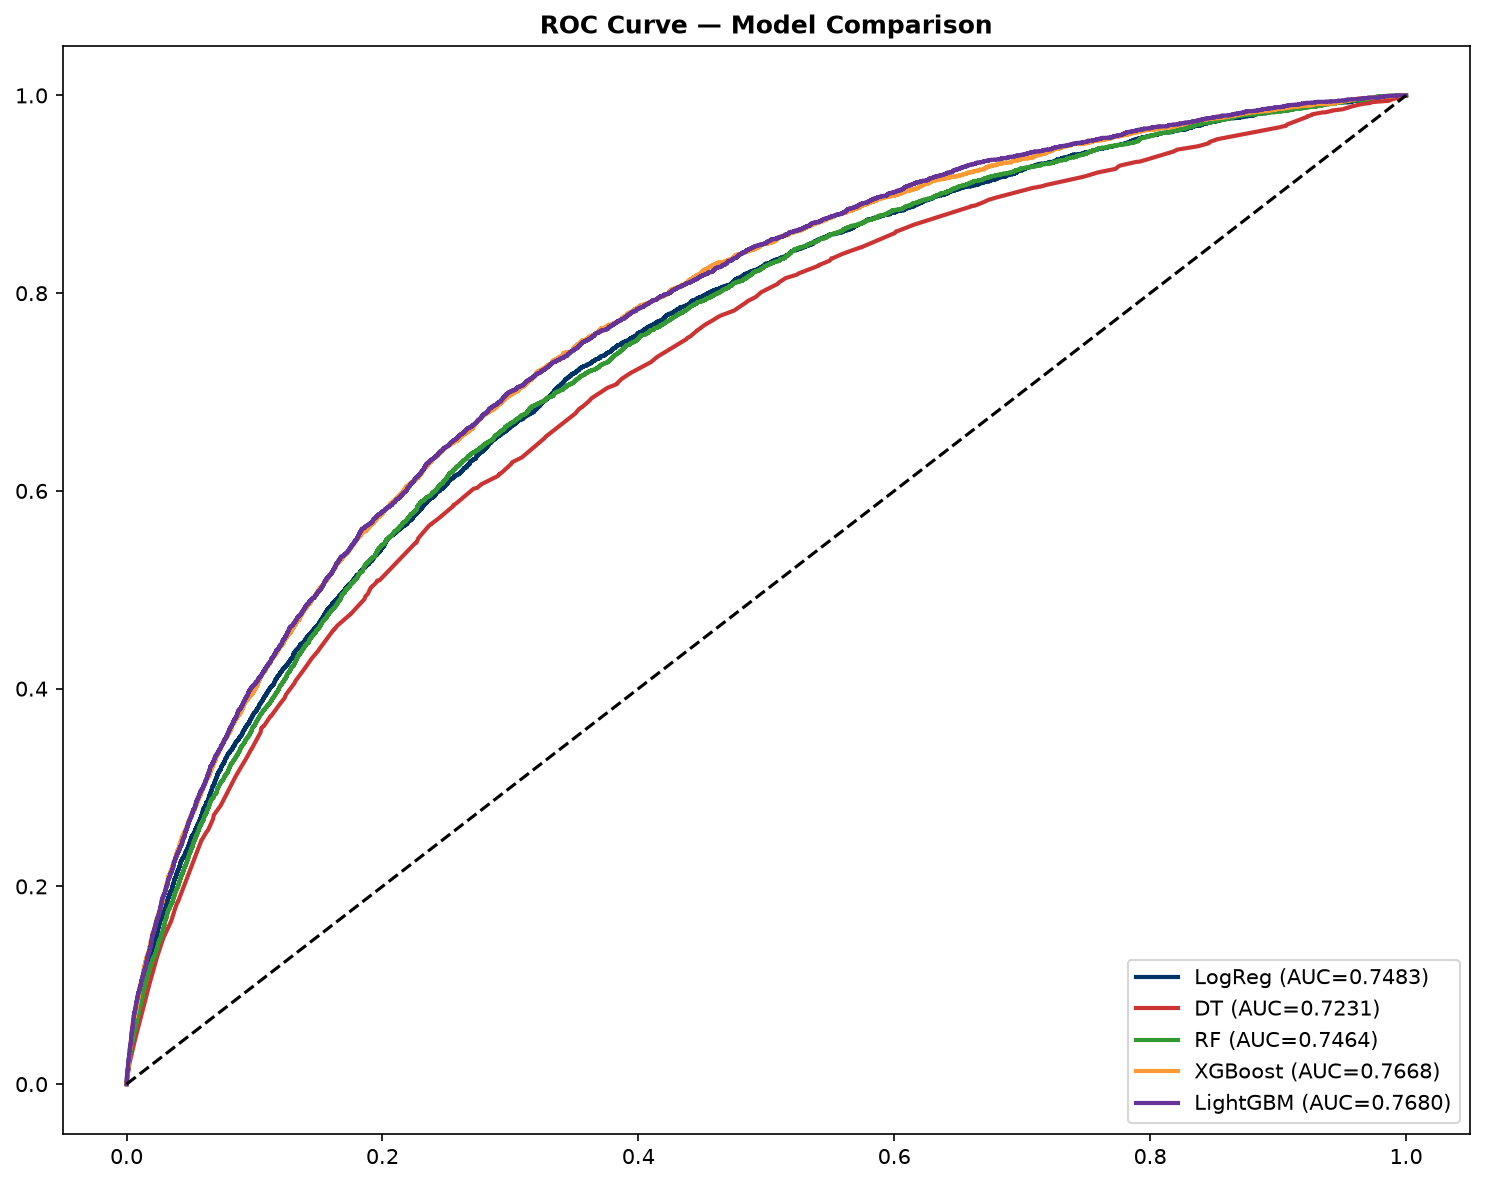 ROC Curve — Model Comparison
1.0
0.8
0.6
0.4
0.2
0.0
0.0 0.2 0.4 0.6 0.8 1.0
LogReg (AUC=0.7483)
DT (AUC=0.7231)
RF (AUC=0.7464)
XGBoost (AUC=0.7668)
LightGBM (AUC=0.7680)